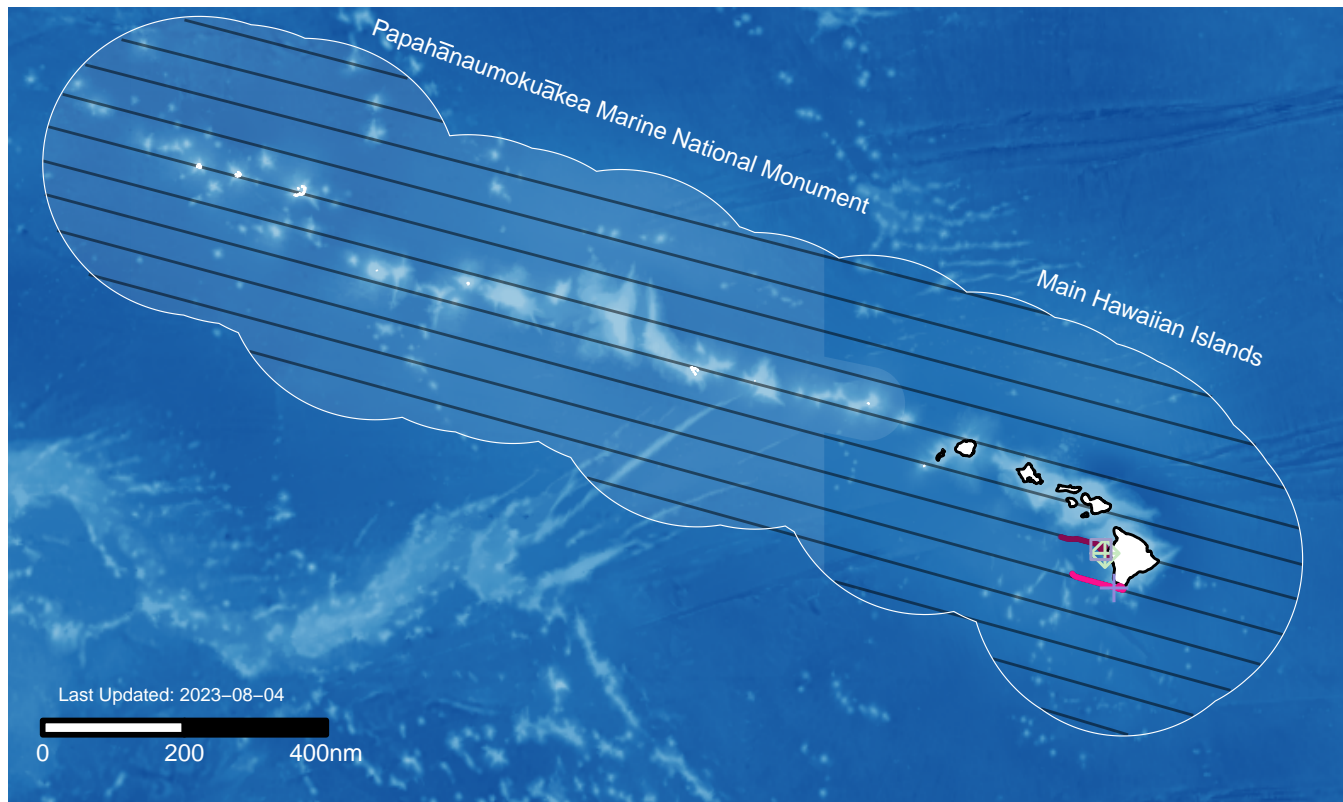 Papahānaumokuākea Marine National Monument
Main Hawaiian Islands
Last Updated: 2023−08−04
0 200 400nm